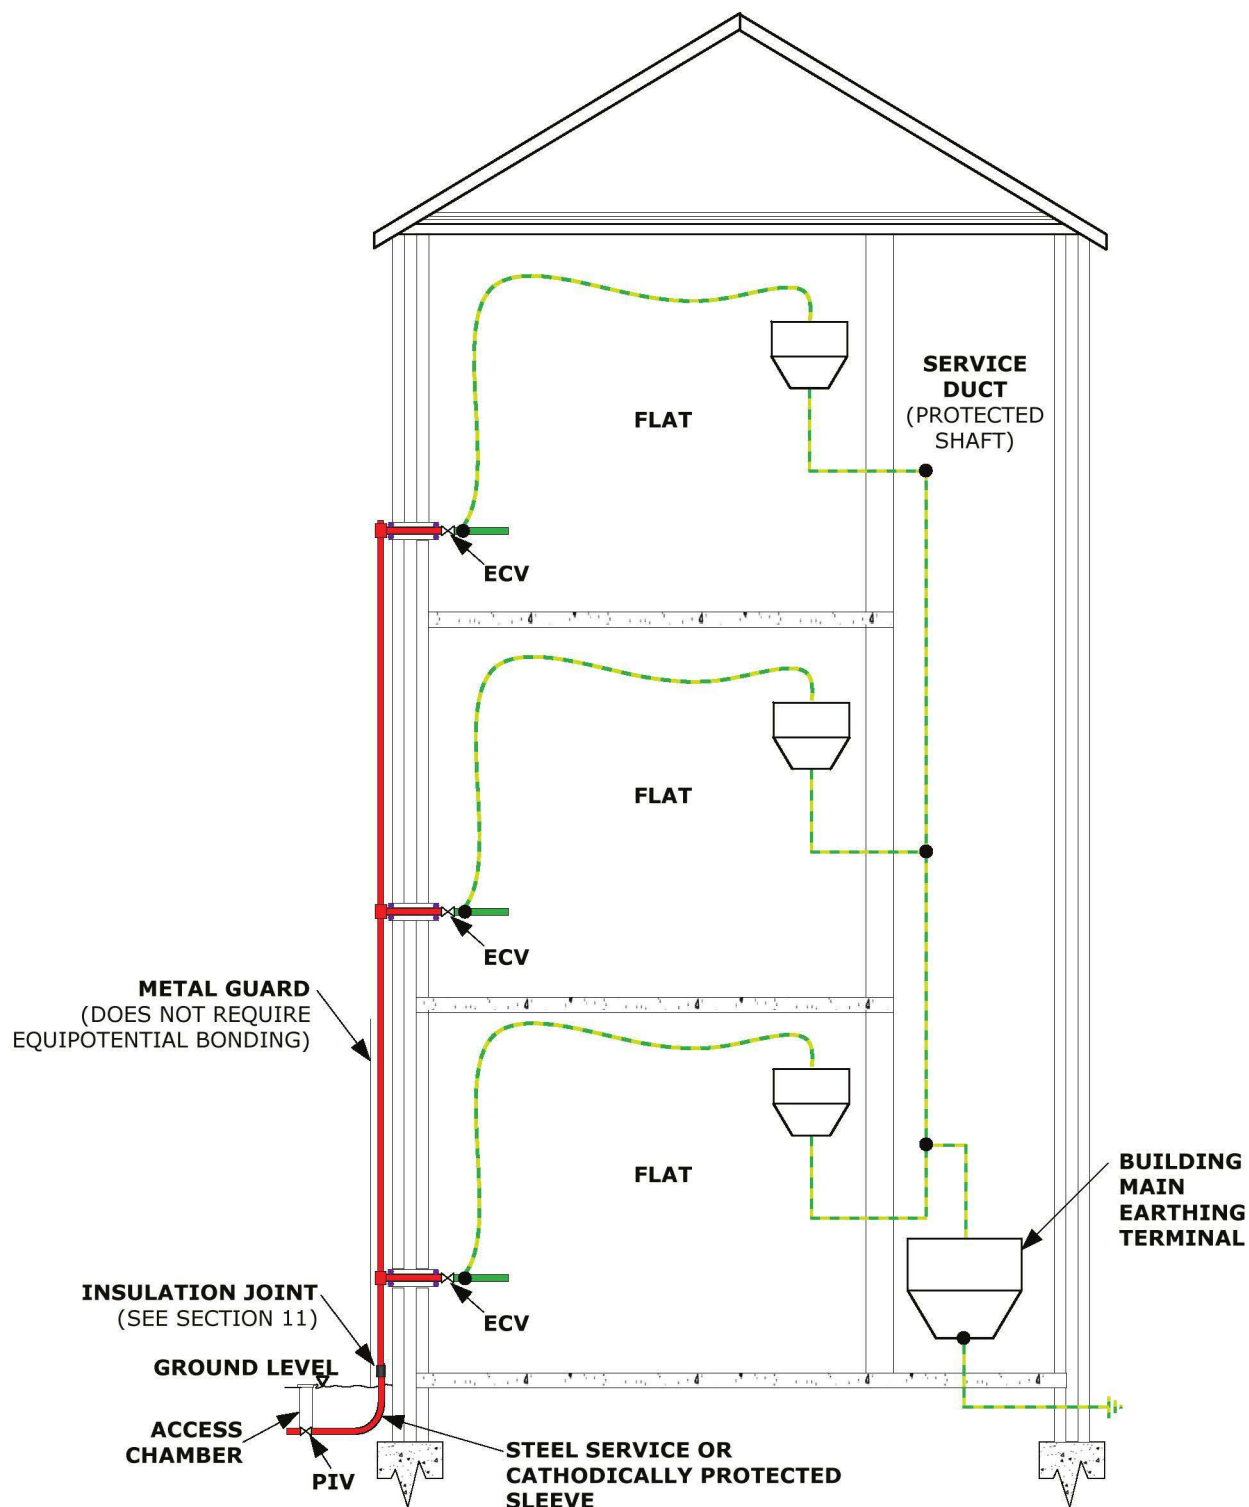 SERVICE
DUCT
(PROTECTED
SHAFT)
FLAT
ECV
FLAT
ECV
METAL GUARD
(DOES NOT REQUIRE
EQUIPOTENTIAL BONDING)
FLAT
BUILDING
MAIN
EARTHING
TERMINAL
INSULATION JOINT
(SEE SECTION 11)
ECV
GROUND LEVEL
ACCESS
CHAMBER
PIV
STEEL SERVICE OR
CATHODICALLY PROTECTED
SLEEVE